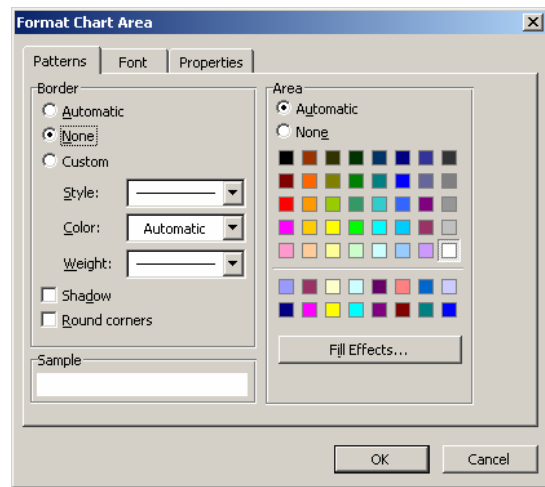 Format Chart Area
Patterns Font Properties
Border
Automatic
None
Custom
Style:
Color: Automatic
Weight:
Shadow
Round corners
Sample
Area
Automatic
None
Fill Effects...
OK Cancel